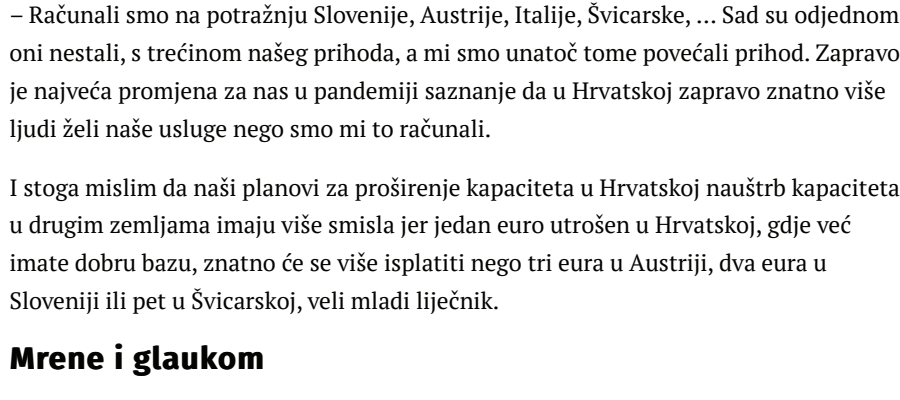 – Računali smo na potražnju Slovenije, Austrije, Italije, Švicarske, … Sad su odjednom
oni nestali, s trećinom našeg prihoda, a mi smo unatoč tome povećali prihod. Zapravo
je najveća promjena za nas u pandemiji saznanje da u Hrvatskoj zapravo znatno više
ljudi želi naše usluge nego smo mi to računali.
I stoga mislim da naši planovi za proširenje kapaciteta u Hrvatskoj nauštrb kapaciteta
u drugim zemljama imaju više smisla jer jedan euro utrošen u Hrvatskoj, gdje već
imate dobru bazu, znatno će se više isplatiti nego tri eura u Austriji, dva eura u
Sloveniji ili pet u Švicarskoj, veli mladi liječnik.
Mrene i glaukom